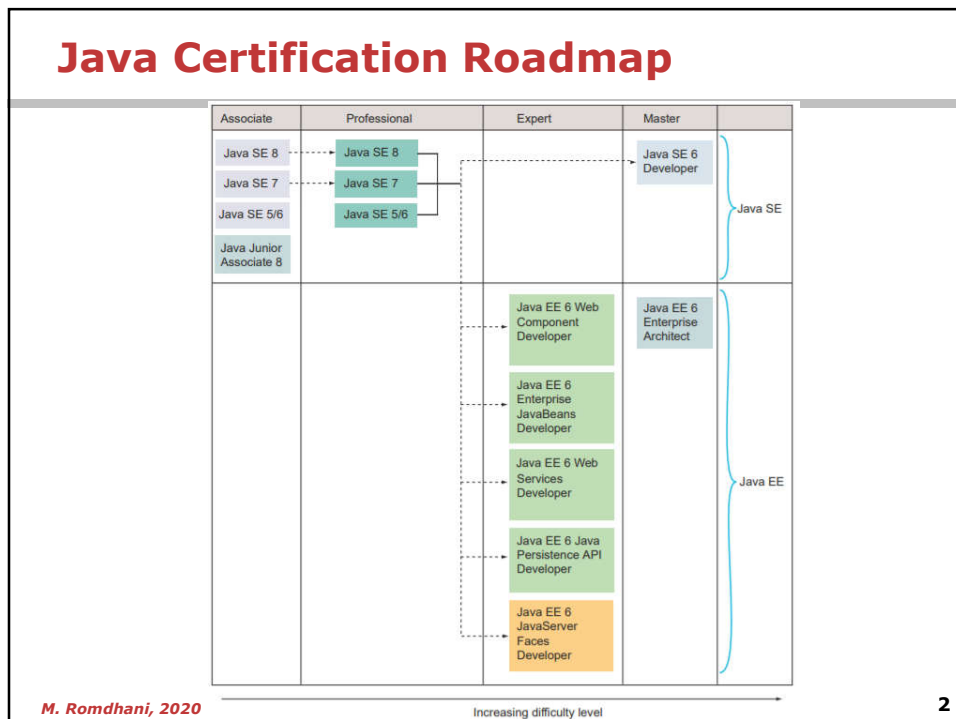 Java Certification Roadmap
Associate
Professional
Expert
Master
Java SE 8
Java SE 7
Java SE 5/6
Java Junior
Associate 8
Java SE 8
Java SE 7
Java SE 5/6
Java SE 6
Developer
Java SE
Java EE 6 Web
Component
Developer
Java EE 6
Enterprise
JavaBeans
Developer
Java EE 6 Web
Services
Developer
Java EE 6 Java
Persistence API
Developer
Java EE 6
JavaServer
Faces
Developer
Java EE 6
Enterprise
Architect
Java EE
Increasing difficulty level
M. Romdhani, 2020
2